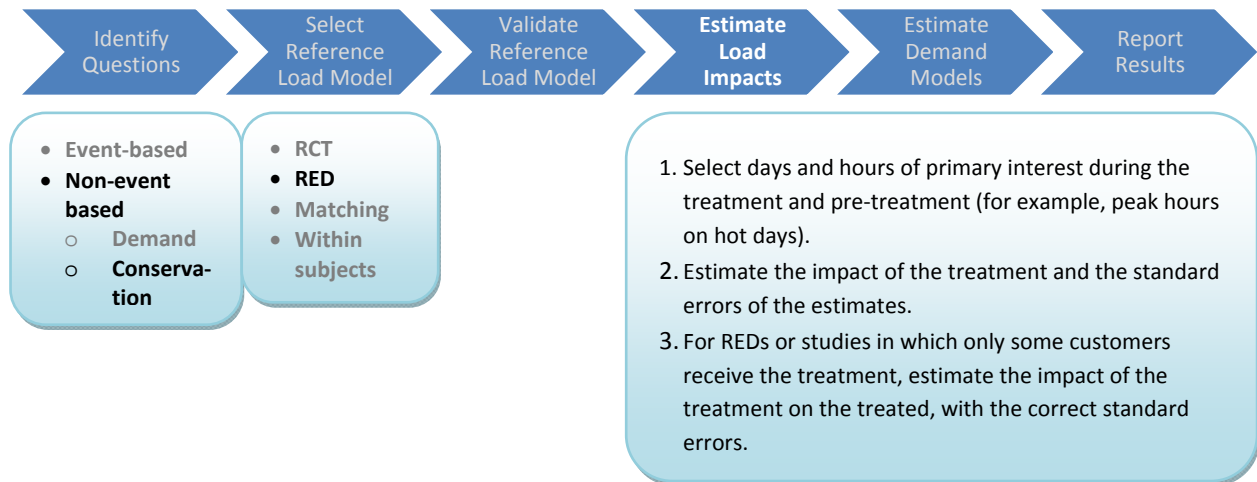 Identify
Questions
Select
Reference
Load Model
Validate
Reference
Load Model
Estimate
Load
Impacts
Estimate
Demand
Models
Report
Results
• Event-based
• Non-event
based
o Demand
o Conserva-
tion
• RCT
• RED
• Matching
• Within
subjects
1. Select days and hours of primary interest during the
treatment and pre-treatment (for example, peak hours
on hot days).
2. Estimate the impact of the treatment and the standard
errors of the estimates.
3. For REDs or studies in which only some customers
receive the treatment, estimate the impact of the
treatment on the treated, with the correct standard
errors.